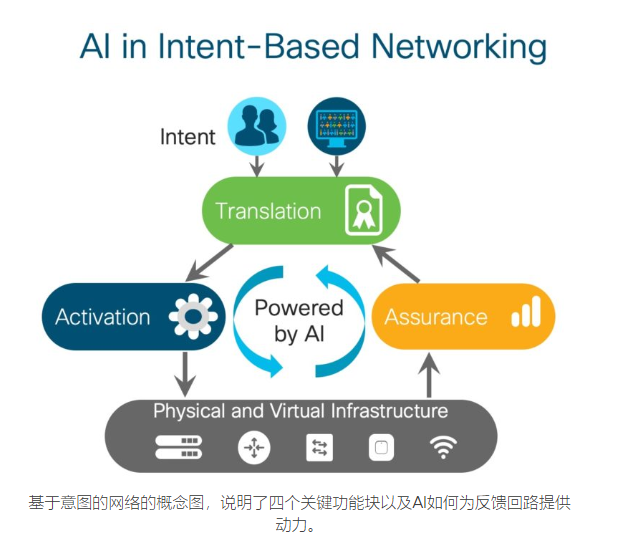 AI in Intent-Based Networking
Intent
Translation
Activation
Powered
by AI
Assurance
Physical and Virtual Infrastructure
基于意图的网络的概念图，说明了四个关键功能块以及AI如何为反馈回路提供
动力。